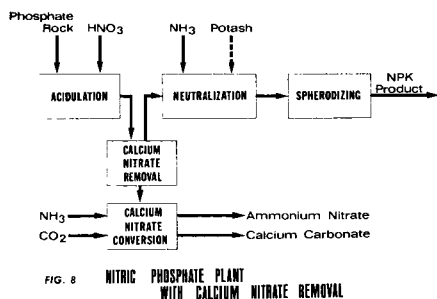 Phosphate
Rock
HNO3
NH3
Potash
ACIDULATION
NEUTRALIZATION
SPHERODIZING
NPK
Product
CALCIUM
NITRATE
REMOVAL
NH3
CO2
CALCIUM
NITRATE
CONVERSION
Ammonium Nitrate
Calcium Carbonate
FIG. 8 NITRIC PHOSPHATE PLANT
WITH CALCIUM NITRATE REMOVAL